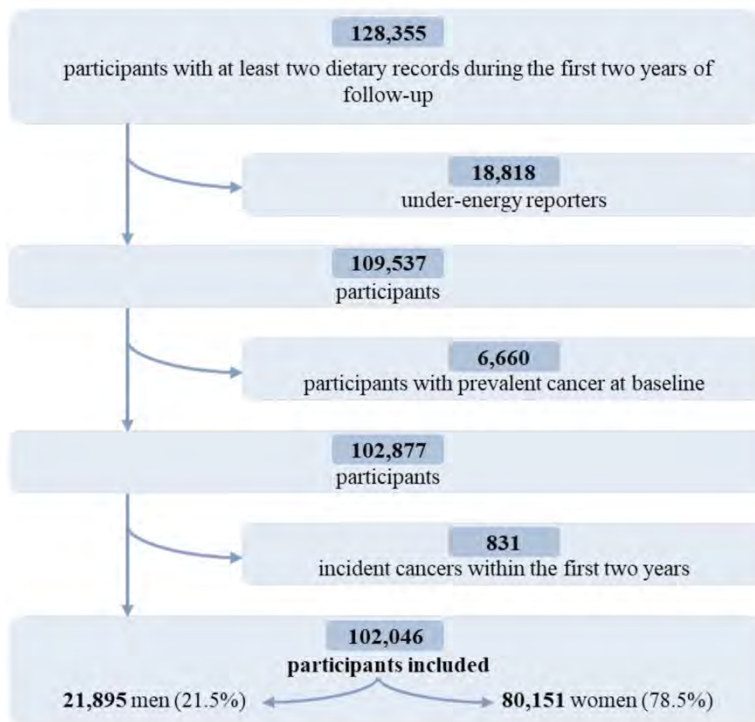 128,355
participants with at least two dietary records during the first two years of
follow-up
18,818
under-energy reporters
109,537
participants
6,660
participants with prevalent cancer at baseline
102,877
participants
831
incident cancers within the first two years
102,046
participants included
21,895 men (21.5%)
80,151 women (78.5%)